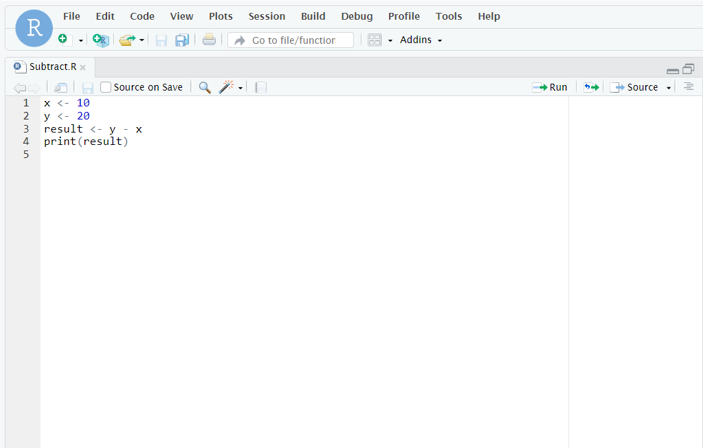 R
File Edit Code View Plots Session Build Debug Profile Tools Help
Go to file/functior Addins
Subtract.R
Source on Save Run Source
1 x <- 10
2 y <- 20
3 result <- y - x
4 print(result)
5